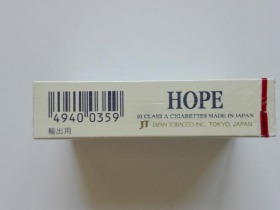 4940 0359
輸出用
HOPE
10 CLASS A CIGARETTES MADE IN JAPAN
JT JAPAN TOBACCO INC. TOKYO, JAPAN